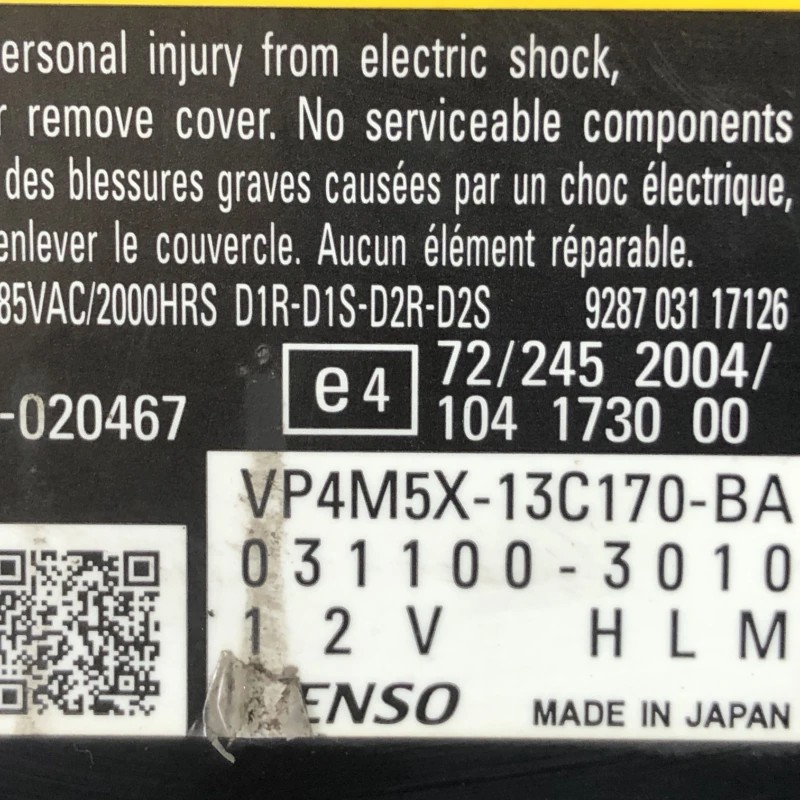 ersonal injury from electric shock,
r remove cover. No serviceable components
des blessures graves causées par un choc électrique,
enlever le couvercle. Aucun élément réparable.
85VAC/2000HRS D1R-D1S-D2R-D2S 9287 031 17126
e4 72/245 2004/
104 1730 00
-020467
VP4M5X-13C170-BA
031100-3010
12V HLM
ENSO MADE IN JAPAN